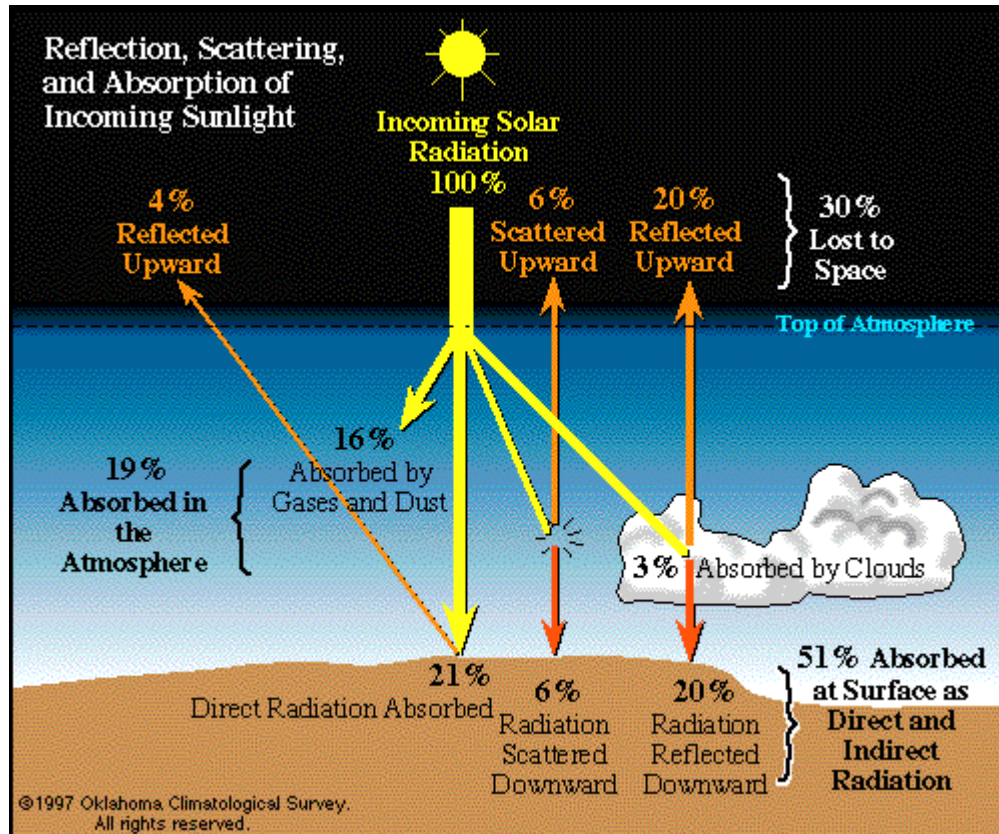 Reflection, Scattering,
and Absorption of
Incoming Sunlight
Incoming Solar
Radiation
100%
4%
Reflected
Upward
6%
Scattered
Upward
20%
Reflected
Upward
30%
Lost to
Space
Top of Atmosphere
16%
Absorbed by
Gases and Dust
19%
Absorbed in
the
Atmosphere
3% Absorbed by Clouds
21%
Direct Radiation Absorbed
6%
Radiation
Scattered
Downward
20%
Radiation
Reflected
Downward
51% Absorbed
at Surface as
Direct and
Indirect
Radiation
©1997 Oklahoma Climatological Survey.
All rights reserved.